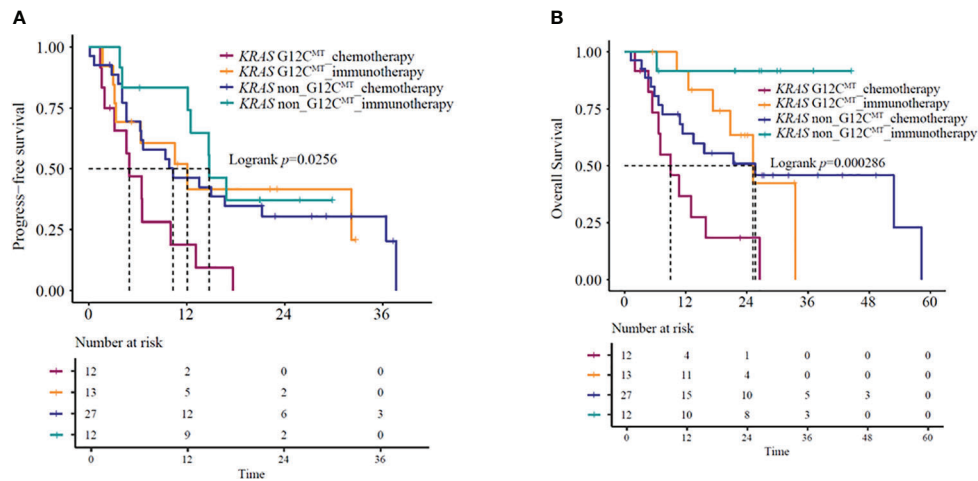 A
1.00
0.75
0.50
0.25
0.00
Progress-free survival
KRAS G12CMT_chemotherapy
KRAS G12CMT_immunotherapy
KRAS non_G12CMT_chemotherapy
KRAS non_G12CMT_immunotherapy
Logrank p=0.0256
0 12 24 36
Number at risk
12 2 0 0
13 5 2 0
27 12 6 3
12 9 2 0
0 12 24 36
Time
B
1.00
0.75
0.50
0.25
0.00
Overall Survival
KRAS G12CMT_chemotherapy
KRAS G12CMT_immunotherapy
KRAS non_G12CMT_chemotherapy
KRAS non_G12CMT_immunotherapy
Logrank p=0.000286
0 12 24 36 48 60
Number at risk
12 4 1 0 0 0
13 11 4 0 0 0
27 15 10 5 3 0
12 10 8 3 0 0
0 12 24 36 48 60
Time